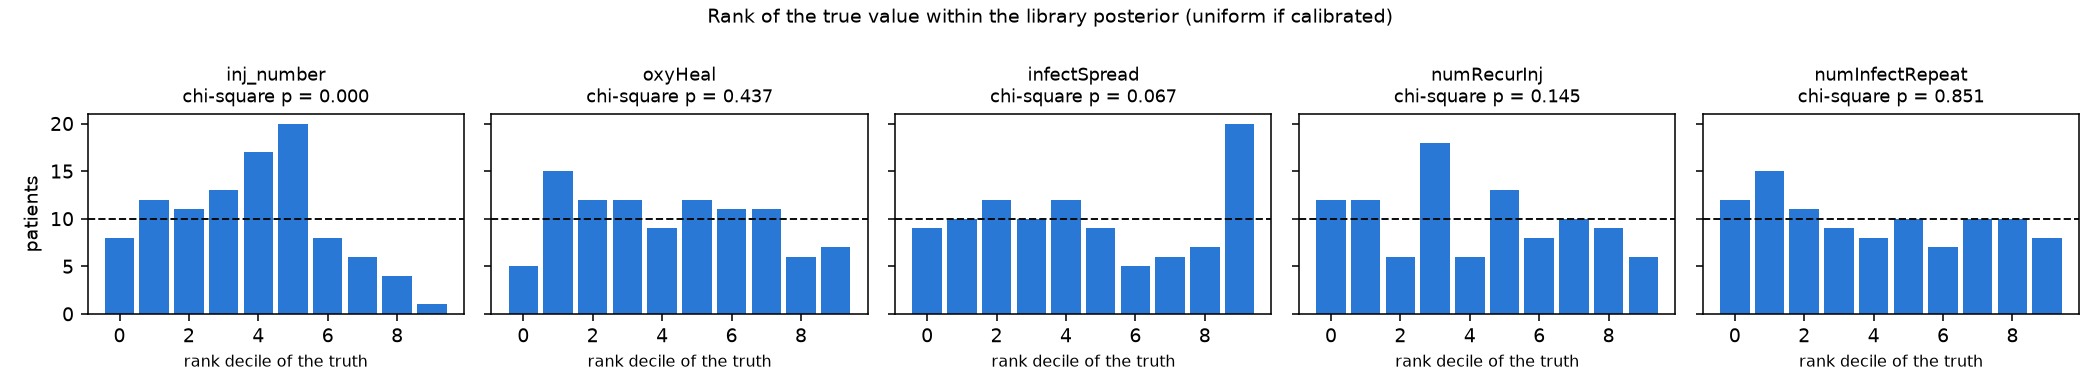 Rank of the true value within the library posterior (uniform if calibrated)
inj_number
chi-square p = 0.000
oxyHeal
chi-square p = 0.437
infectSpread
chi-square p = 0.067
numRecurInj
chi-square p = 0.145
numInfectRepeat
chi-square p = 0.851
patients
20
15
10
5
0
0 2 4 6 8
0 2 4 6 8
0 2 4 6 8
0 2 4 6 8
0 2 4 6 8
rank decile of the truth
rank decile of the truth
rank decile of the truth
rank decile of the truth
rank decile of the truth